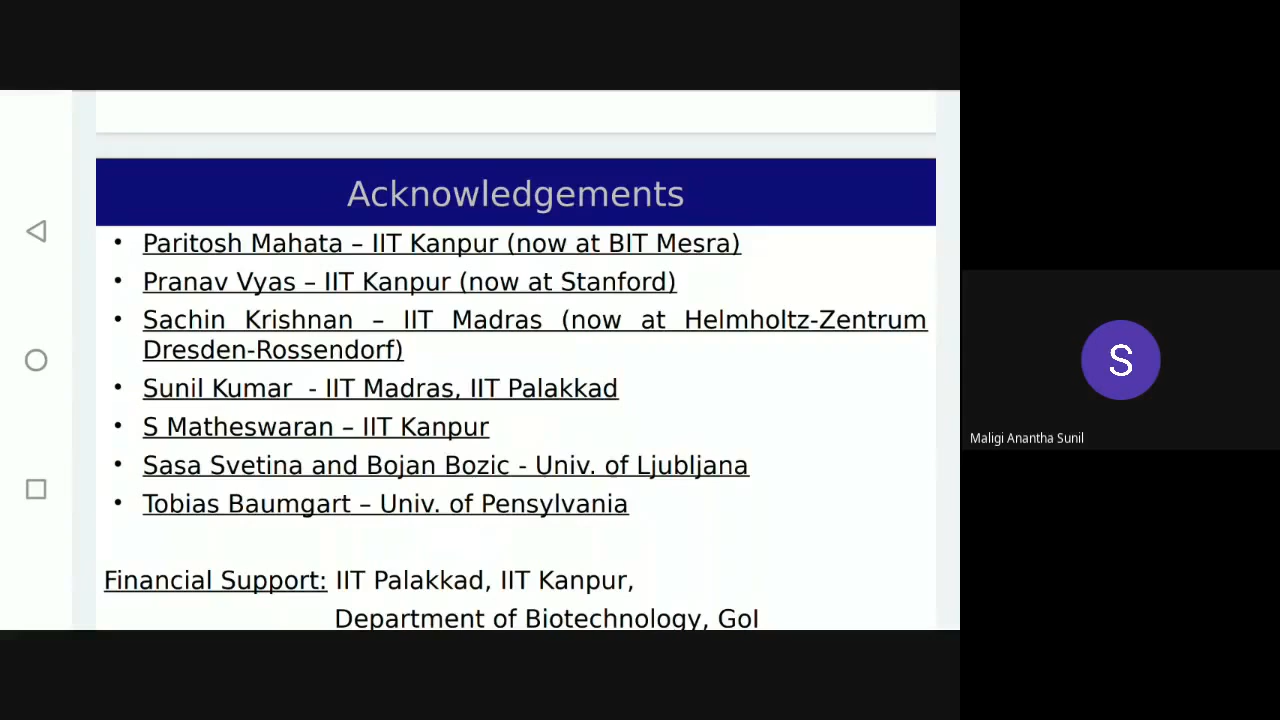 Acknowledgements
• Paritosh Mahata – IIT Kanpur (now at BIT Mesra)
• Pranav Vyas – IIT Kanpur (now at Stanford)
• Sachin Krishnan – IIT Madras (now at Helmholtz-Zentrum
Dresden-Rossendorf)
• Sunil Kumar - IIT Madras, IIT Palakkad
• S Matheswaran – IIT Kanpur
• Sasa Svetina and Bojan Bozic - Univ. of Ljubljana
• Tobias Baumgart – Univ. of Pensylvania
Financial Support: IIT Palakkad, IIT Kanpur,
Department of Biotechnology, GoI
S
Maligi Anantha Sunil